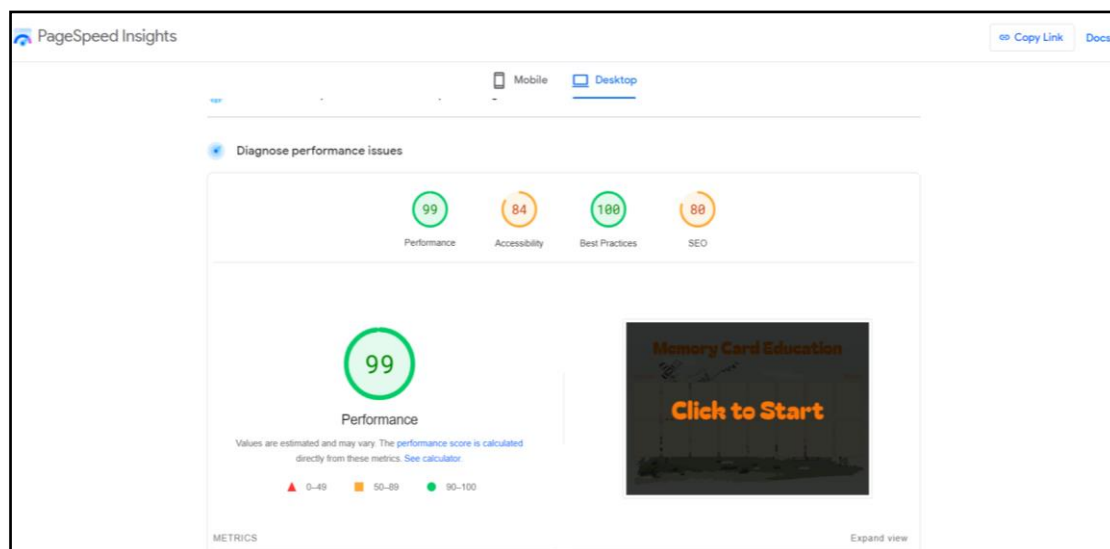 PageSpeed Insights
Copy Link
Docs
Mobile
Desktop
Diagnose performance issues
99
84
100
80
Performance
Accessibility
Best Practices
SEO
99
Performance
Values are estimated and may vary. The performance score is calculated
directly from these metrics. See calculator.
0–49
50–89
90–100
Memory Card Education
Click to Start
METRICS
Expand view